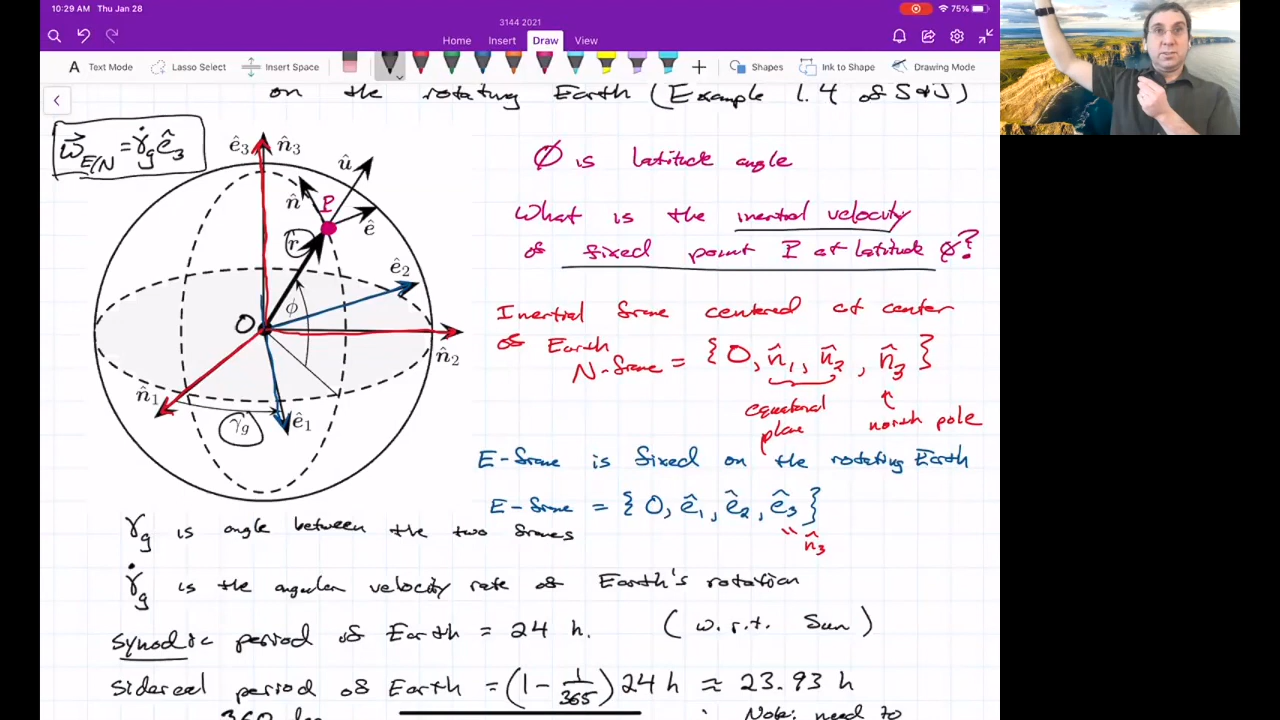 10:29 AM Thu Jan 28
75%
3144 2021
Home Insert Draw View
Text Mode Lasso Select Insert Space Shapes Ink to Shape Drawing Mode
on the rotating Earth (Example 1.4 of S&J)
ω⃗_E/N = γ̇_g ê_3
ê_3 n̂_3
û
n̂
P
ê
r
ê_2
φ
O
n̂_2
n̂_1
γ_g
ê_1
Ø is latitude angle
What is the inertial velocity
of fixed point P at latitude φ?
Inertial frame centered at center
of Earth
N-frame = {O, n̂_1, n̂_2, n̂_3}
equatorial plane
north pole
E-frame is fixed on the rotating Earth
E-frame = {O, ê_1, ê_2, ê_3}
" n̂_3
γ_g is angle between the two frames
γ̇_g is the angular velocity rate of Earth's rotation
synodic period of Earth = 24 h. (w.r.t. Sun)
sidereal period of Earth = (1 - 1/365) 24 h ≈ 23.93 h
Note: need to